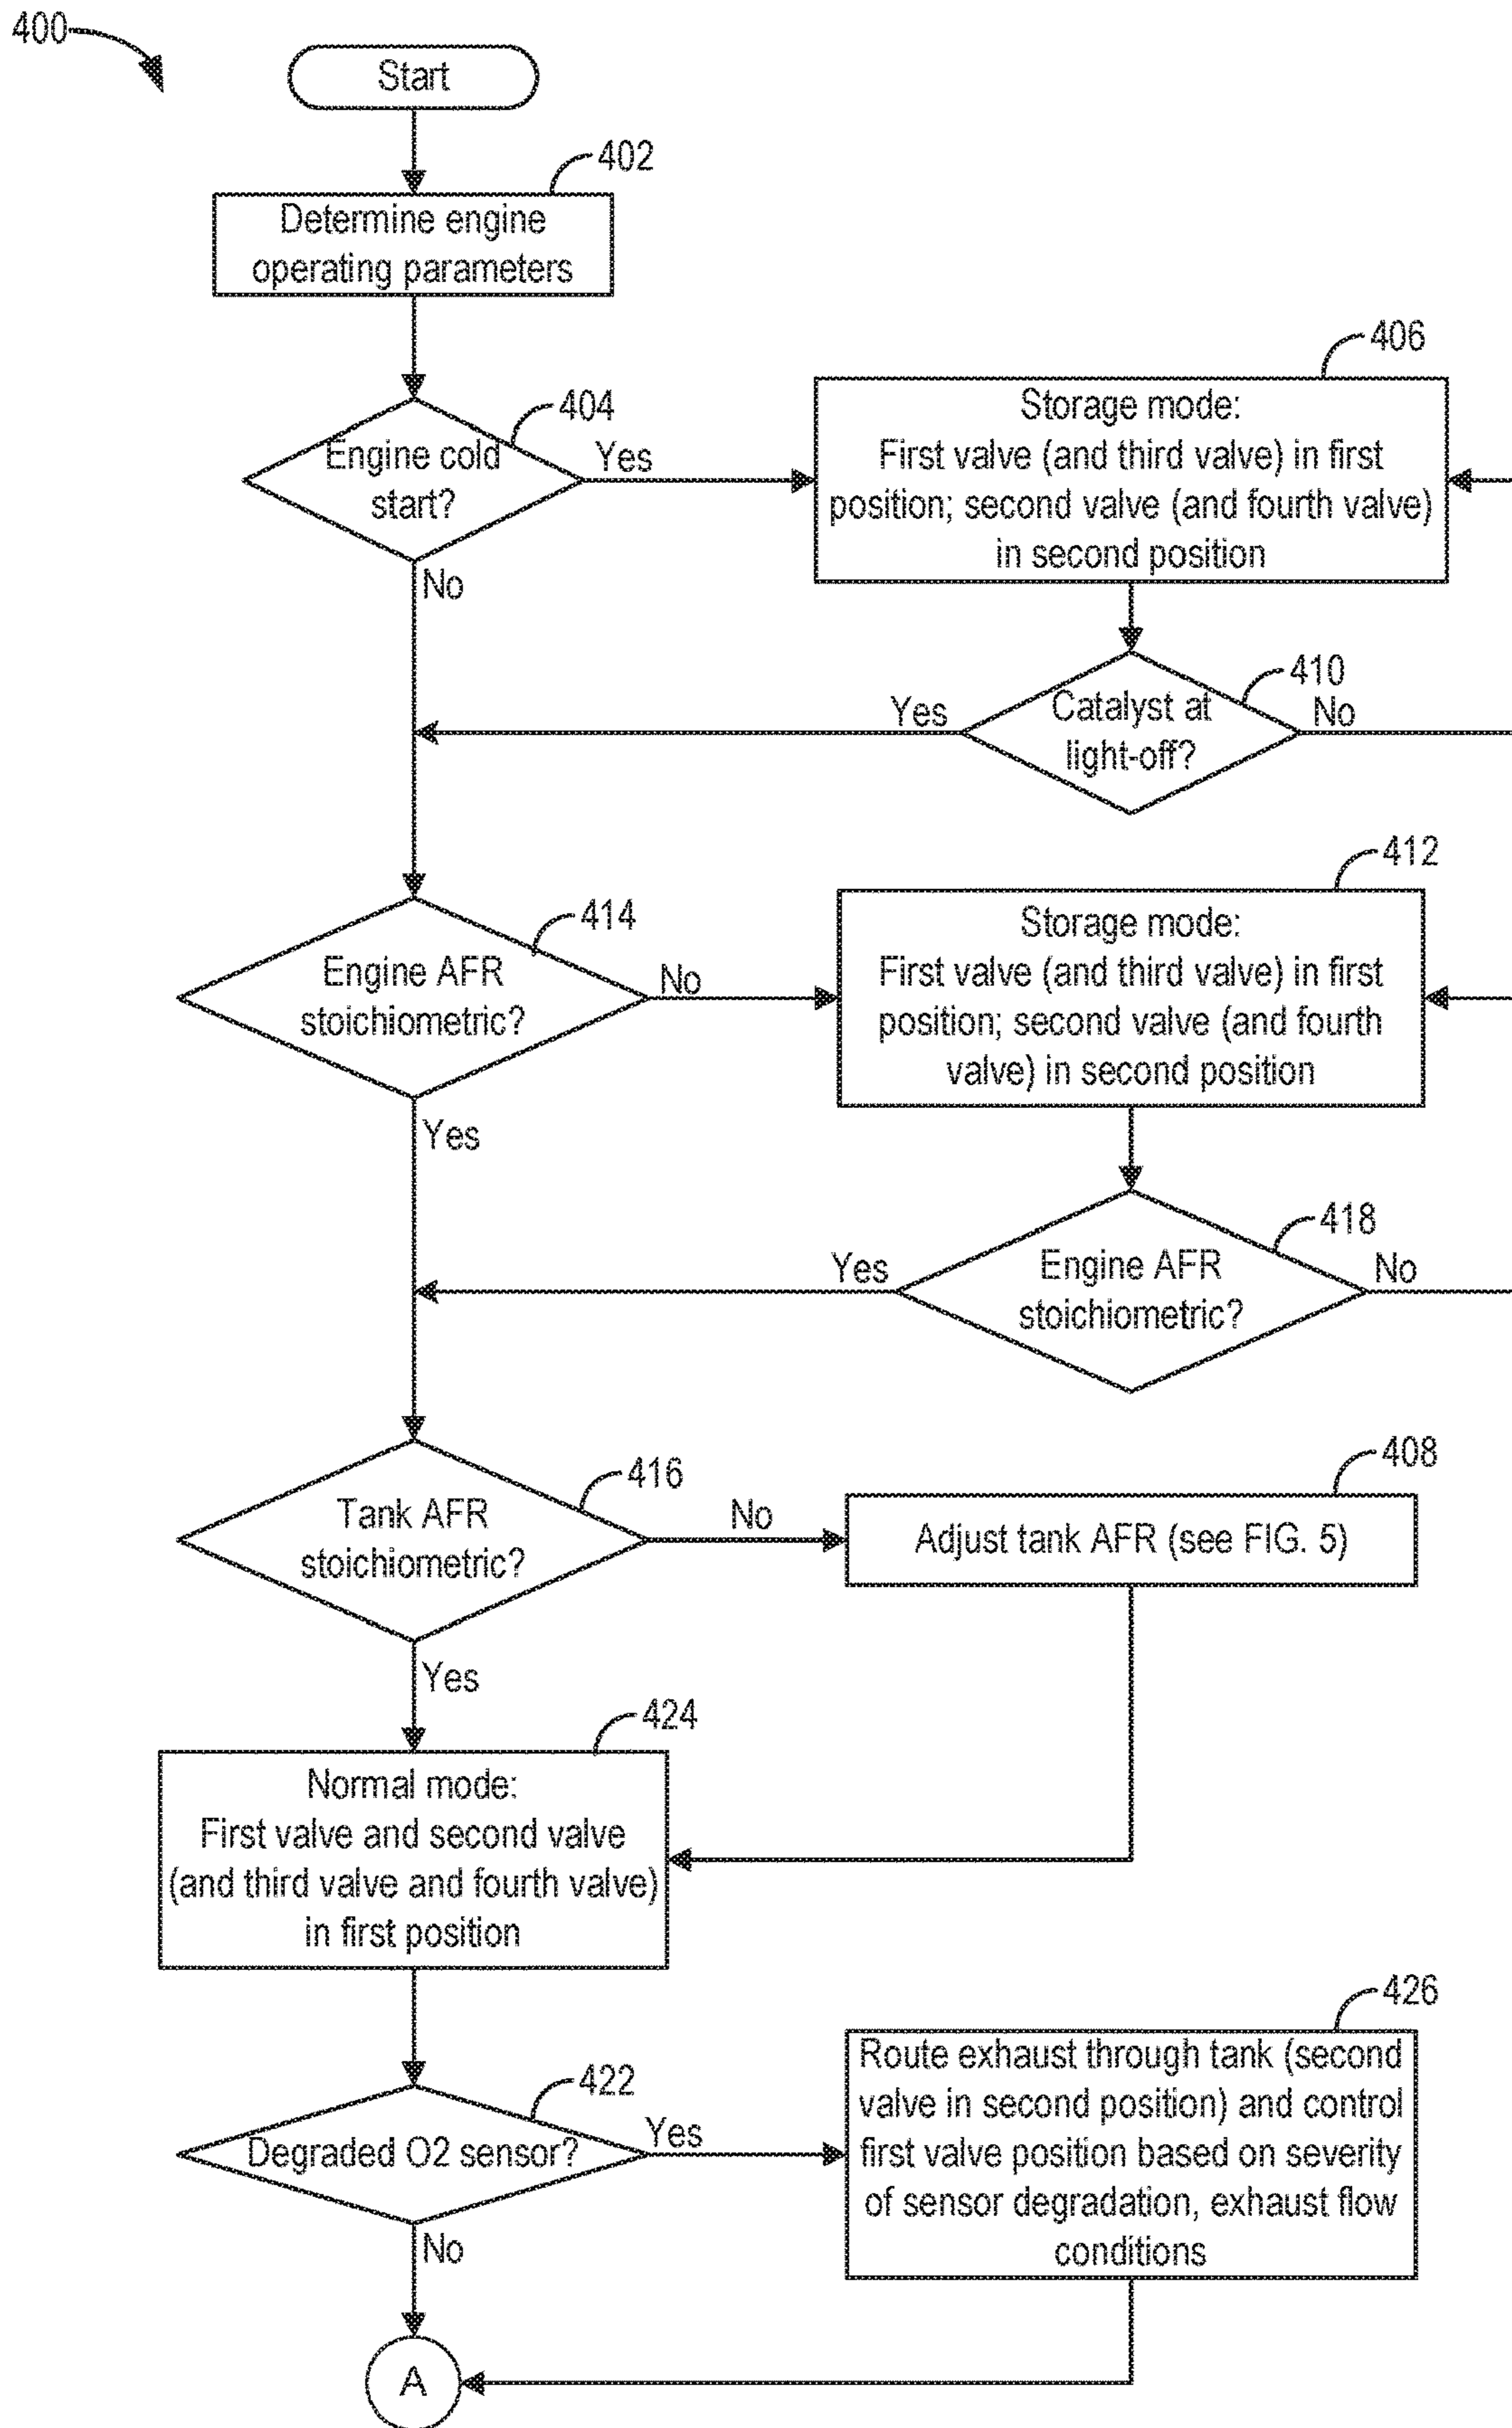 400
Start
402
Determine engine
operating parameters
404
Engine cold
start?
Yes
No
406
Storage mode:
First valve (and third valve) in first
position; second valve (and fourth valve)
in second position
410
Catalyst at
light-off?
Yes
No
414
Engine AFR
stoichiometric?
No
Yes
412
Storage mode:
First valve (and third valve) in first
position; second valve (and fourth
valve) in second position
418
Engine AFR
stoichiometric?
Yes
No
416
Tank AFR
stoichiometric?
No
Yes
408
Adjust tank AFR (see FIG. 5)
424
Normal mode:
First valve and second valve
(and third valve and fourth valve)
in first position
422
Degraded O2 sensor?
Yes
No
426
Route exhaust through tank (second
valve in second position) and control
first valve position based on severity
of sensor degradation, exhaust flow
conditions
A